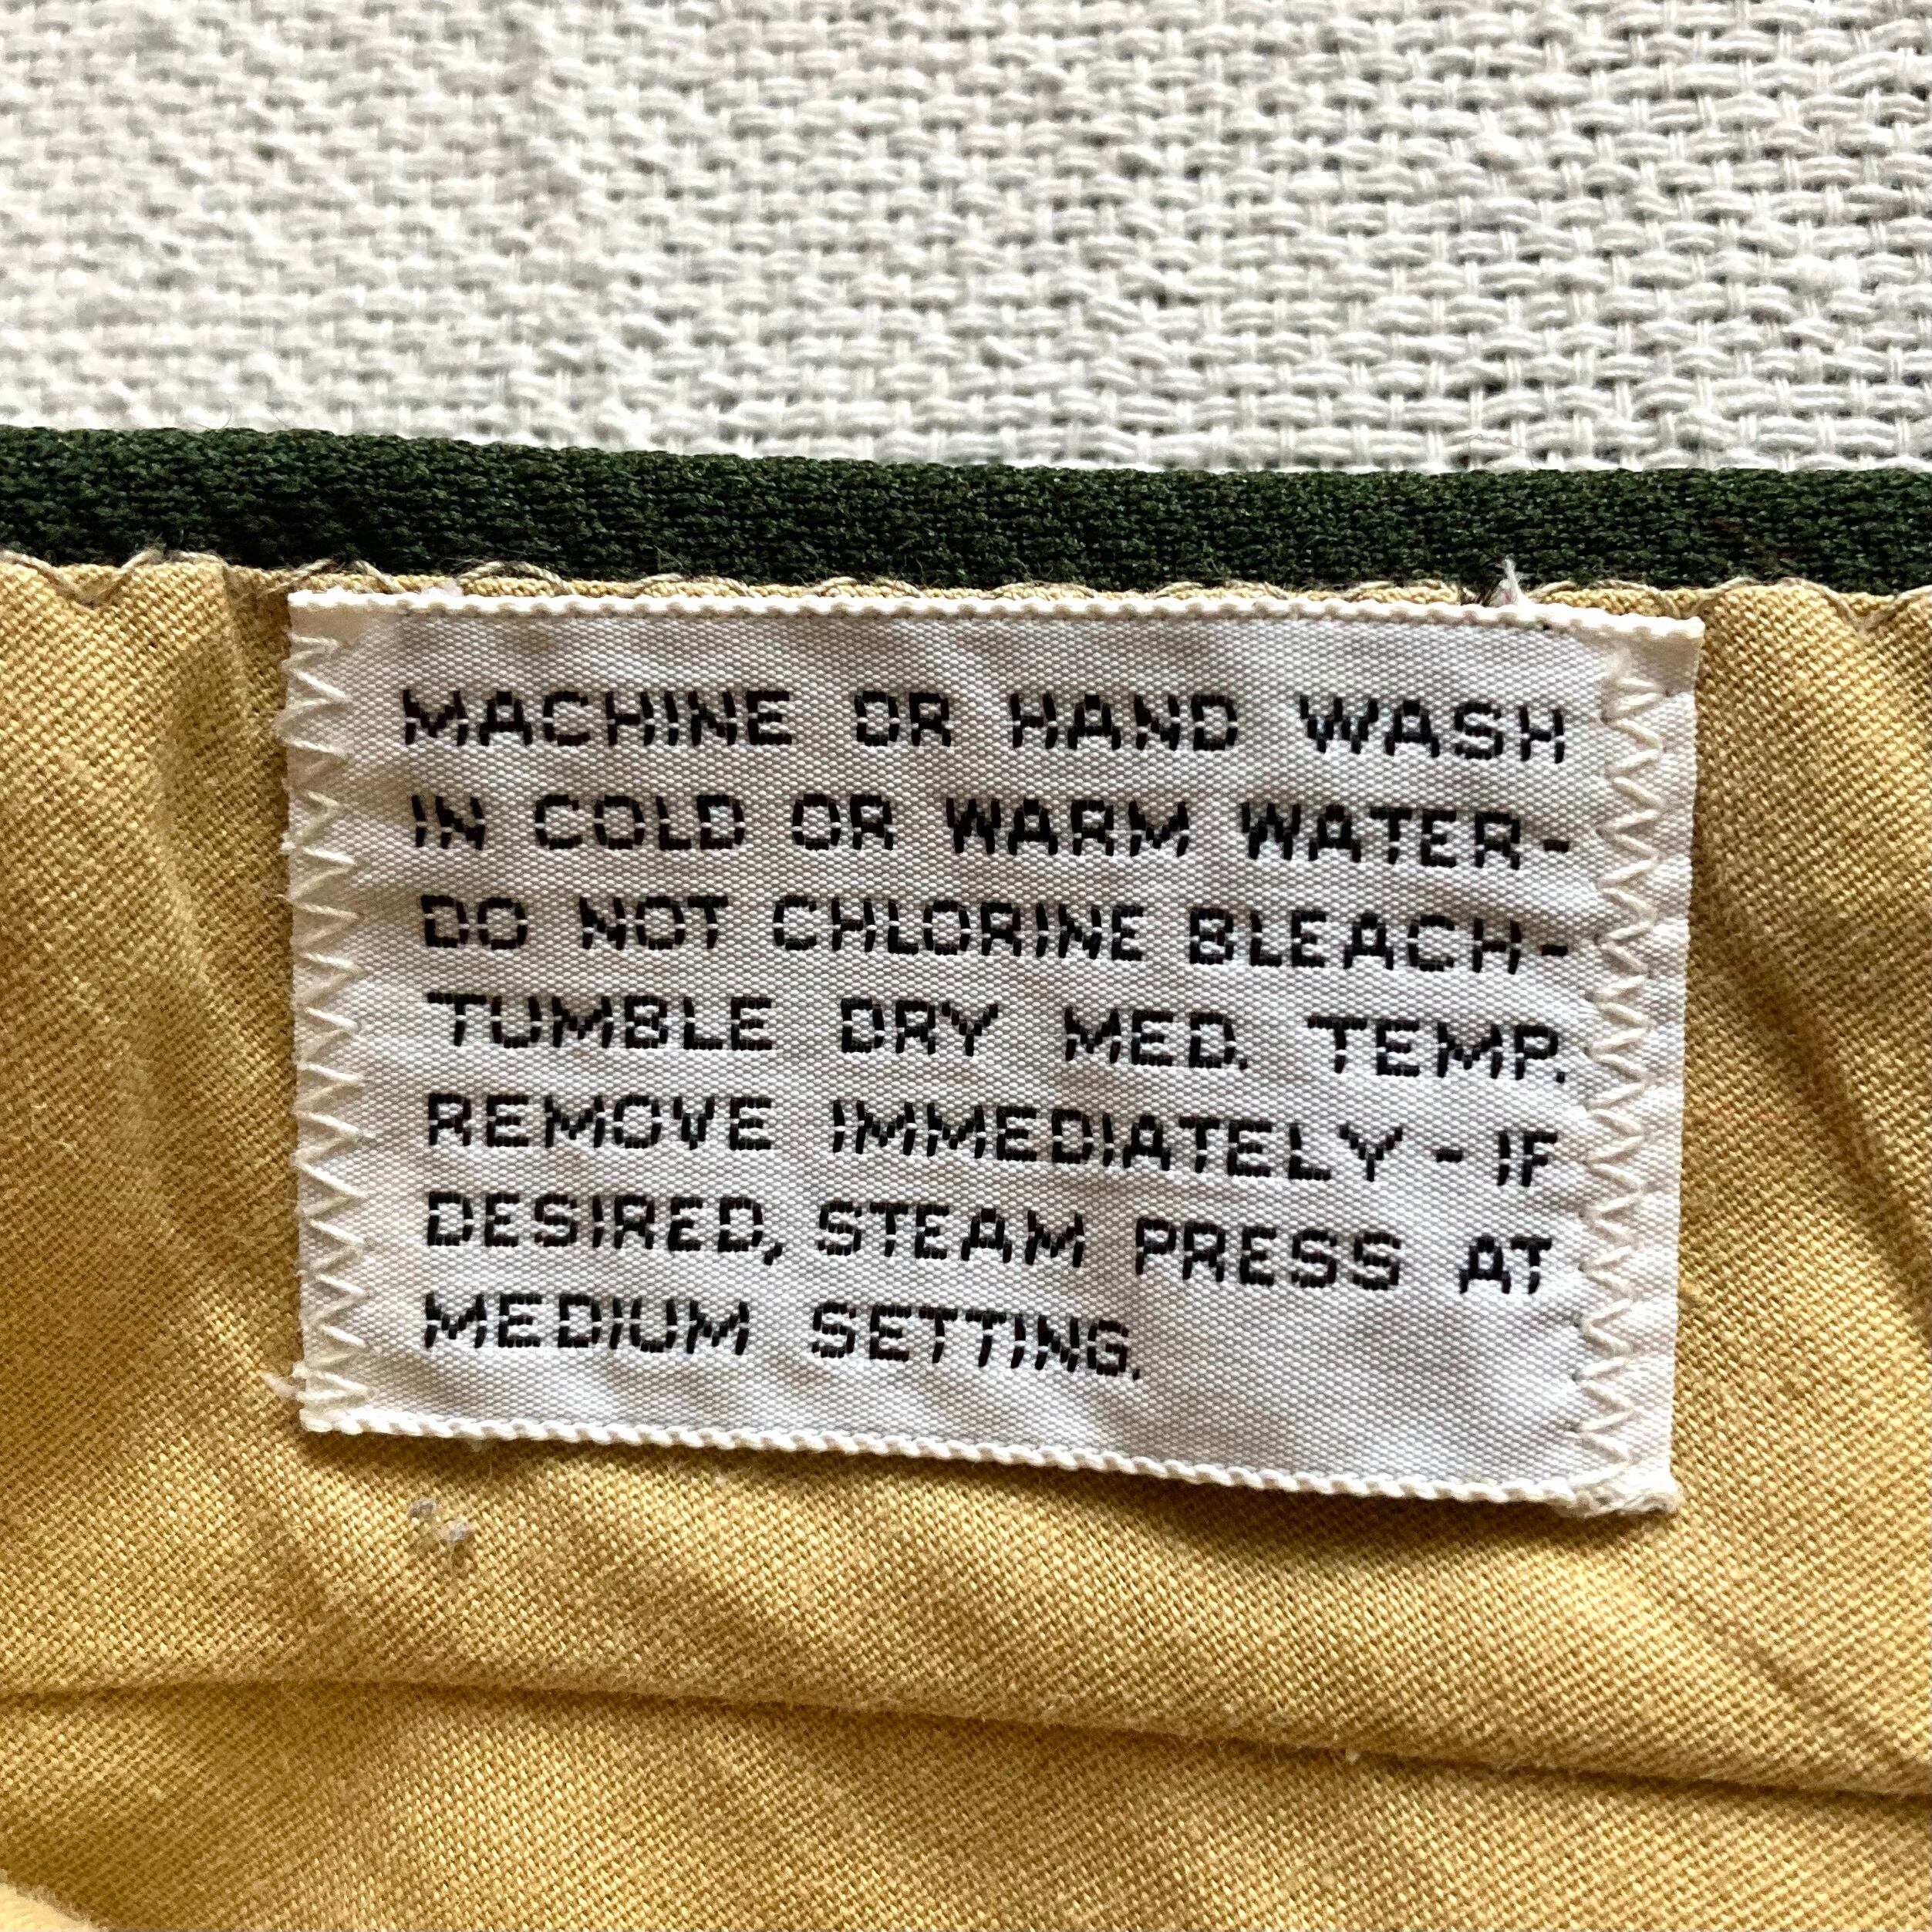 MACHINE OR HAND WASH
IN COLD OR WARM WATER-
DO NOT CHLORINE BLEACH-
TUMBLE DRY MED. TEMP.
REMOVE IMMEDIATELY - IF
DESIRED, STEAM PRESS AT
MEDIUM SETTING.